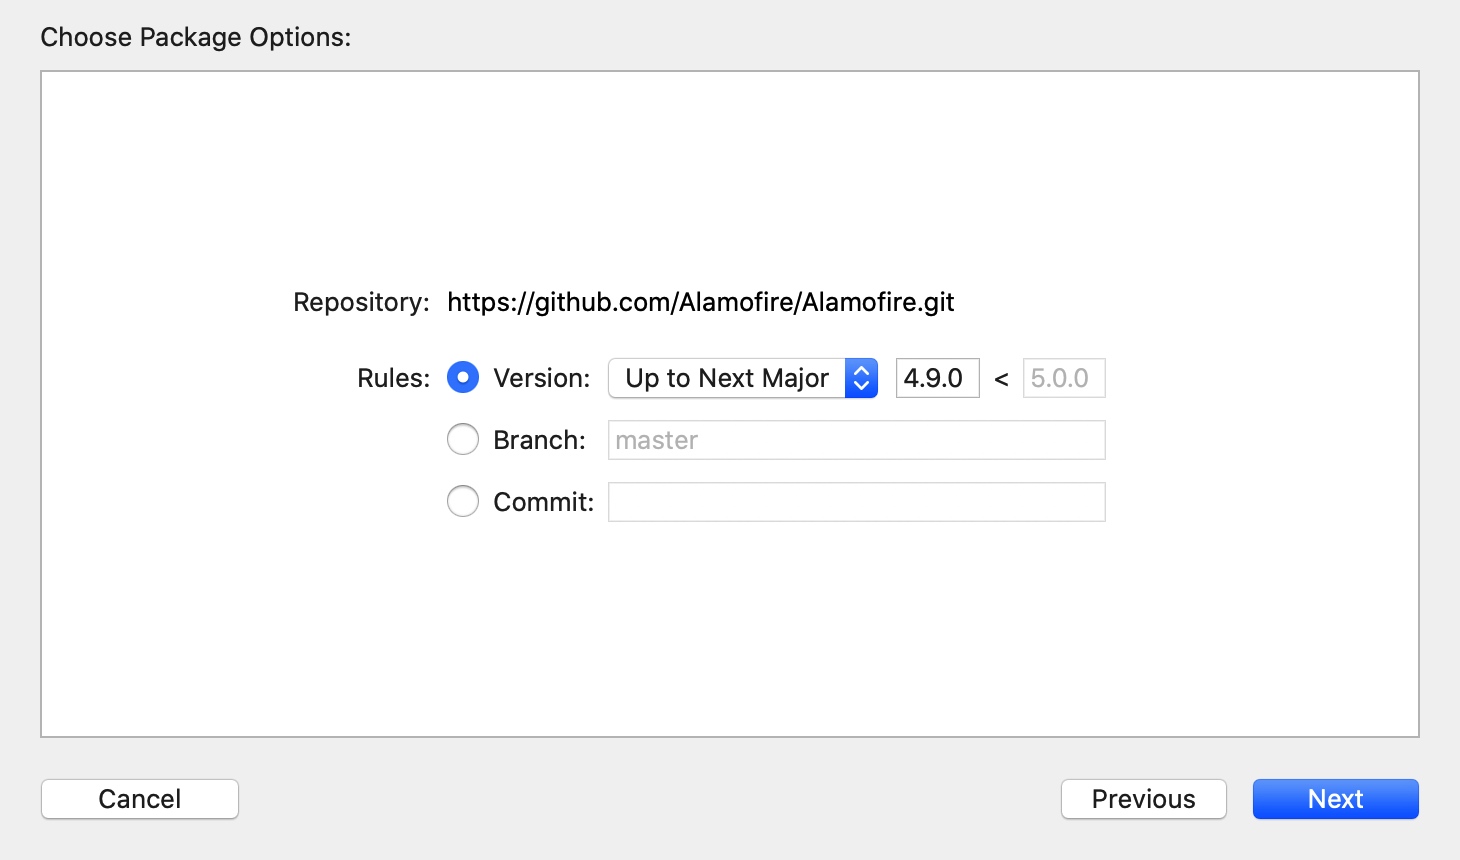 Choose Package Options:
Repository: https://github.com/Alamofire/Alamofire.git
Rules: Version: Up to Next Major 4.9.0 < 5.0.0
Branch: master
Commit:
Cancel Previous Next